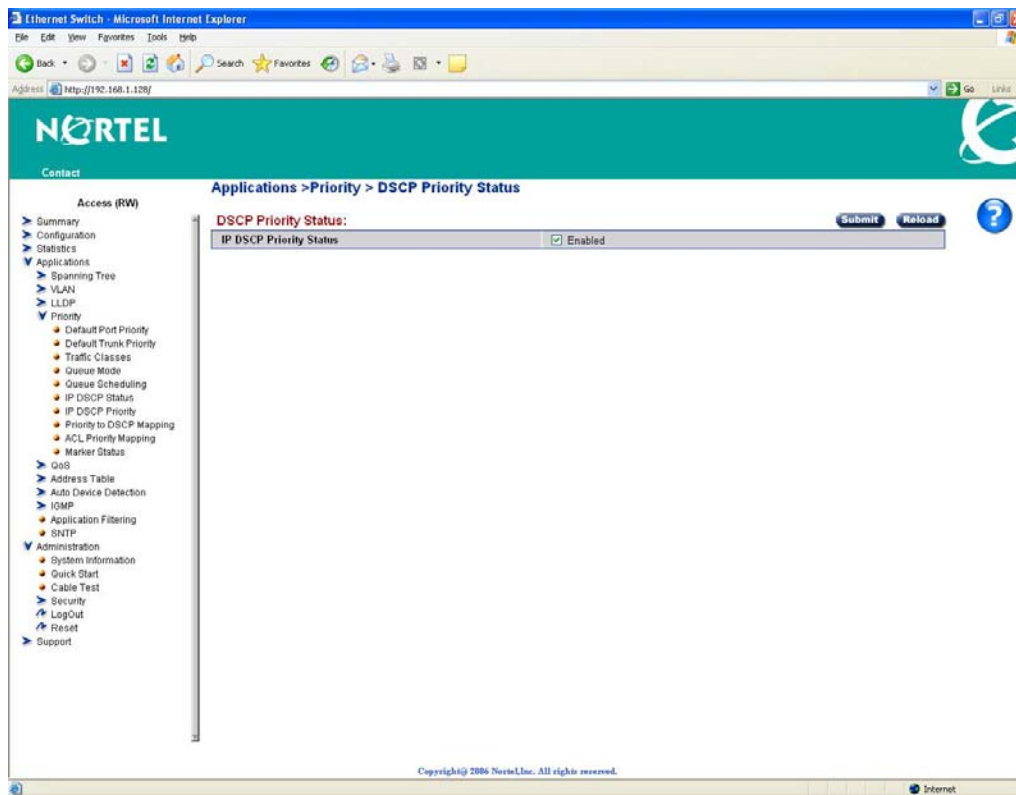 Ethernet Switch - Microsoft Internet Explorer
File Edit View Favorites Tools Help
Back Search Favorites
Address http://192.168.1.128/ Go Links
NORTEL
Contact
Applications >Priority > DSCP Priority Status
Access (RW)
DSCP Priority Status: Submit Reload
IP DSCP Priority Status Enabled
Summary
Configuration
Statistics
Applications
Spanning Tree
VLAN
LLDP
Priority
Default Port Priority
Default Trunk Priority
Traffic Classes
Queue Mode
Queue Scheduling
IP DSCP Status
IP DSCP Priority
Priority to DSCP Mapping
ACL Priority Mapping
Marker Status
QoS
Address Table
Auto Device Detection
IGMP
Application Filtering
SNTP
Administration
System Information
Quick Start
Cable Test
Security
LogOut
Reset
Support
Copyright@ 2006 Nortel,Inc. All rights reserved.
Internet